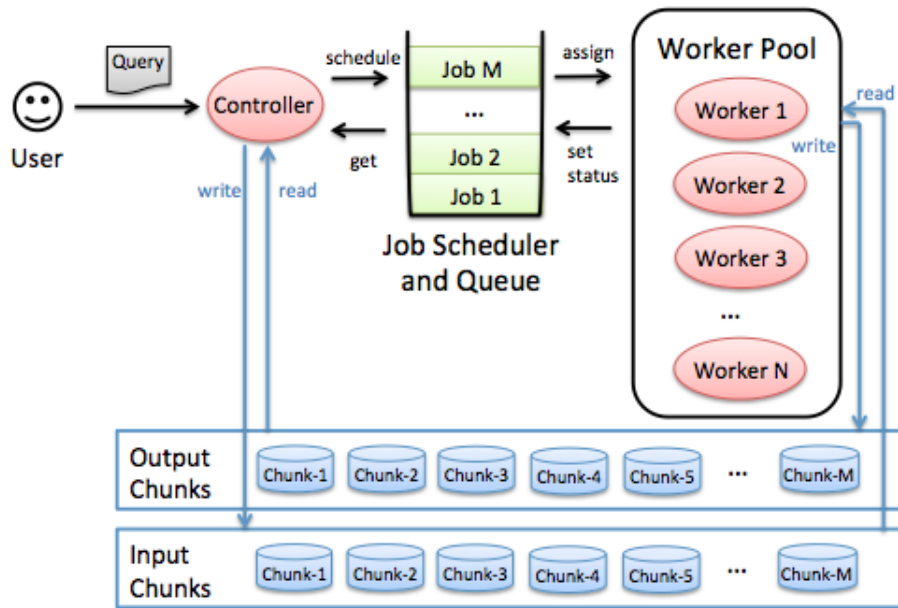 Query
User
Controller
schedule
get
write
read
Job M
...
Job 2
Job 1
Job Scheduler
and Queue
assign
set
status
Worker Pool
Worker 1
Worker 2
Worker 3
...
Worker N
read
write
Output
Chunks
Chunk-1
Chunk-2
Chunk-3
Chunk-4
Chunk-5
...
Chunk-M
Input
Chunks
Chunk-1
Chunk-2
Chunk-3
Chunk-4
Chunk-5
...
Chunk-M